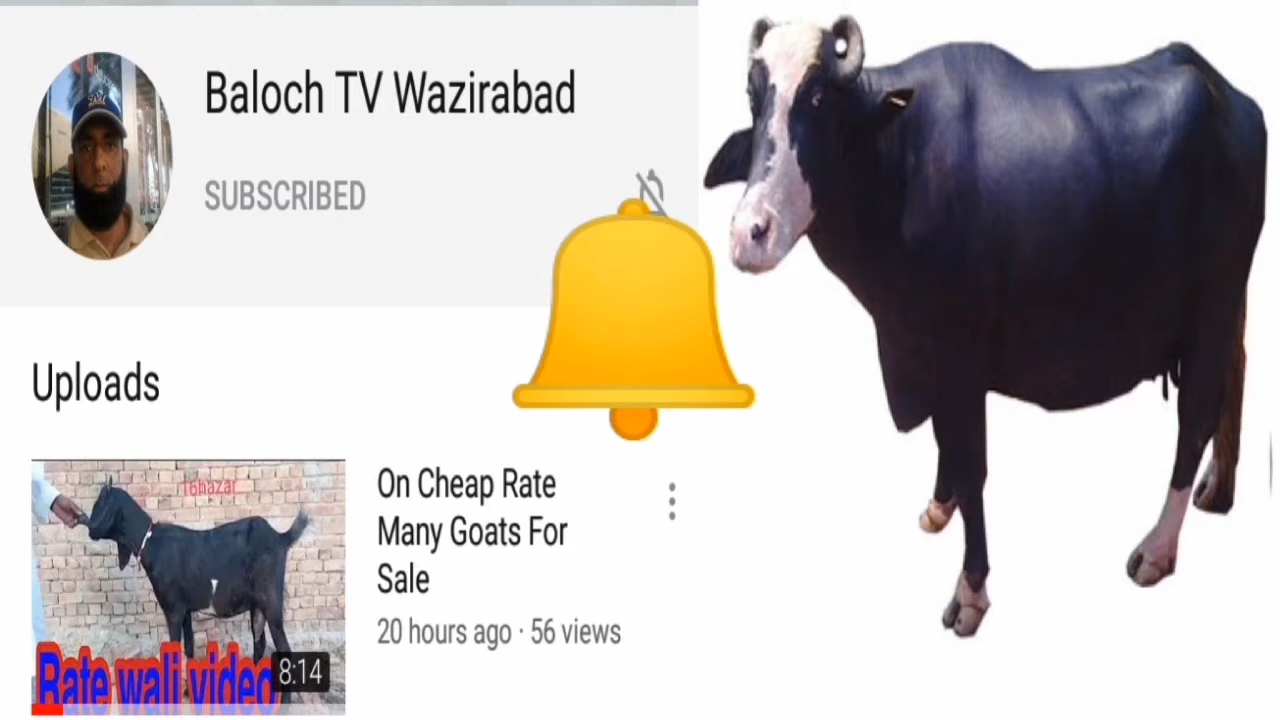 Baloch TV Wazirabad
SUBSCRIBED
Uploads
16hazar
Rate wali video
8:14
On Cheap Rate
Many Goats For
Sale
20 hours ago · 56 views